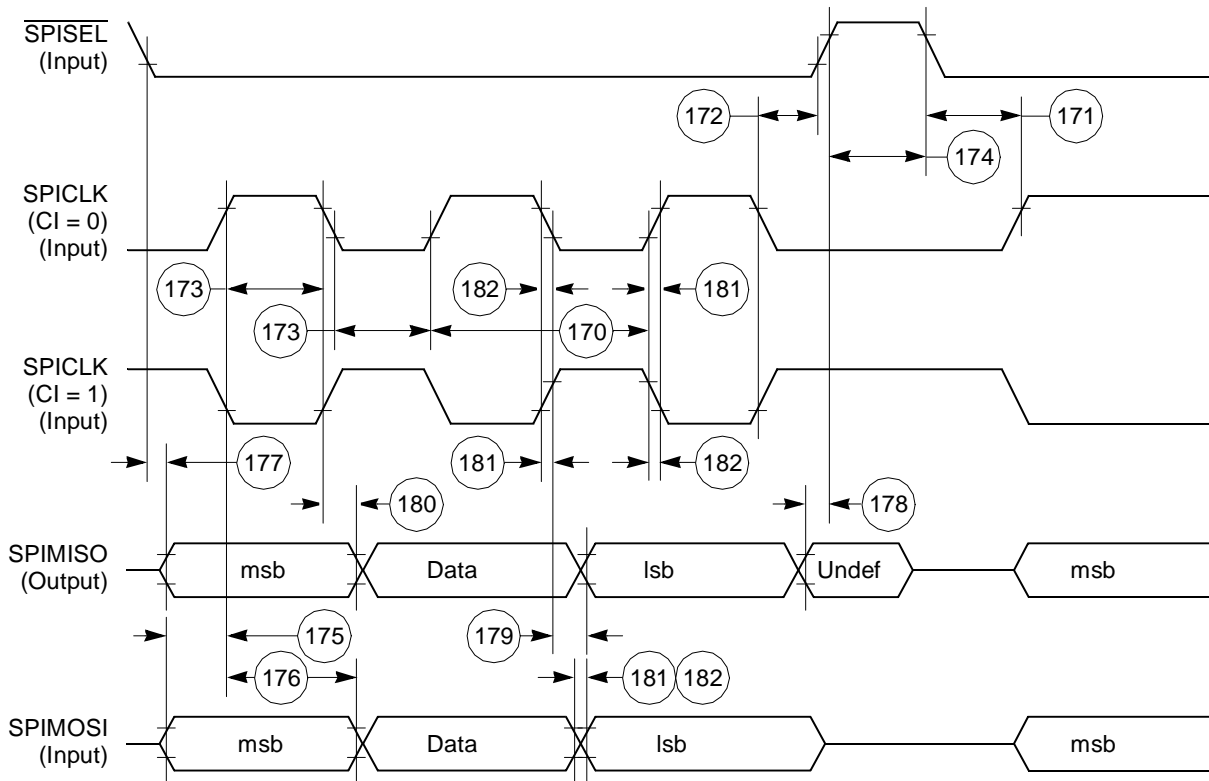 SPISEL
(Input)
172
171
174
SPICLK
(CI = 0)
(Input)
173
182
181
173
170
SPICLK
(CI = 1)
(Input)
177
181
182
180
178
SPIMISO
(Output)
msb
Data
lsb
Undef
msb
175
179
176
181
182
SPIMOSI
(Input)
msb
Data
lsb
msb